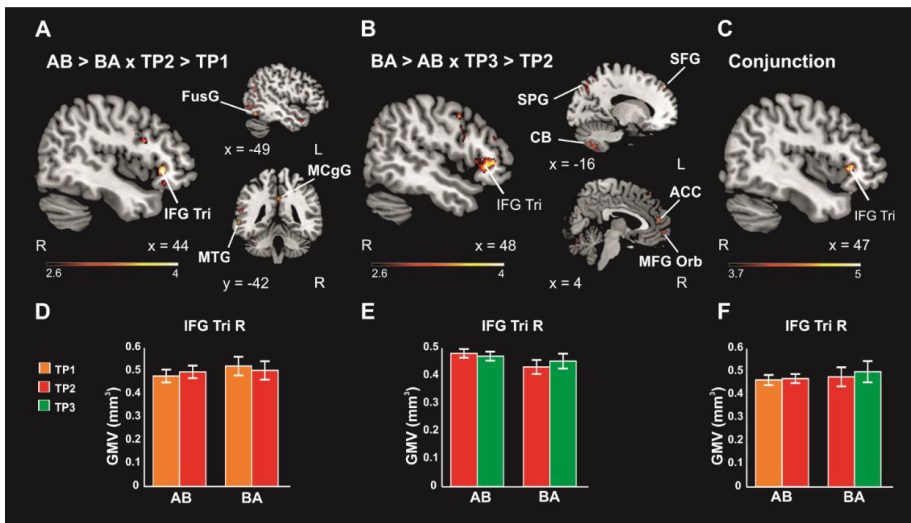 A
AB > BA x TP2 > TP1
FusG
x = -49
L
MCgG
IFG Tri
MTG
R
x = 44
2.6
4
y = -42
R
B
BA > AB x TP3 > TP2
SFG
SPG
CB
x = -16
L
ACC
IFG Tri
MFG Orb
R
x = 48
2.6
4
x = 4
R
C
Conjunction
IFG Tri
R
x = 47
3.7
5
D
IFG Tri R
TP1
TP2
TP3
GMV (mm³)
0.6
0.5
0.4
0.3
0.2
0.1
0
AB
BA
E
IFG Tri R
GMV (mm³)
0.5
0.4
0.3
0.2
0.1
0
AB
BA
F
IFG Tri R
GMV (mm³)
0.6
0.5
0.4
0.3
0.2
0.1
0
AB
BA